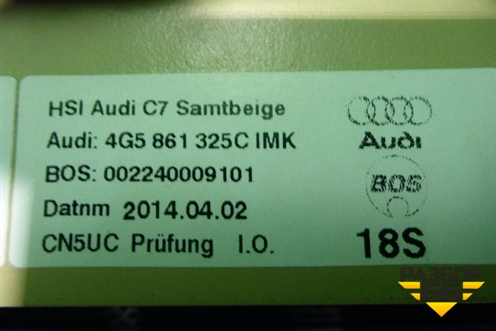 HSI Audi C7 Samtbeige
Audi: 4G5 861 325C IMK
Audi
BOS: 002240009101
BOS
Datnm 2014.04.02
CN5UC Prüfung I.O.
18S